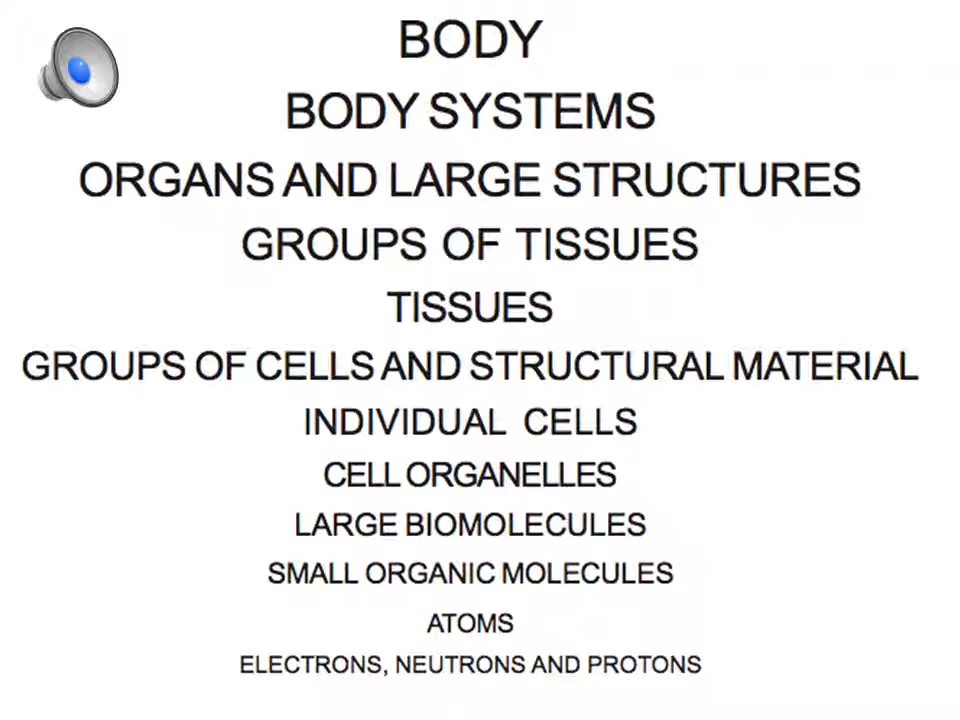 BODY
BODY SYSTEMS
ORGANS AND LARGE STRUCTURES
GROUPS OF TISSUES
TISSUES
GROUPS OF CELLS AND STRUCTURAL MATERIAL
INDIVIDUAL CELLS
CELL ORGANELLES
LARGE BIOMOLECULES
SMALL ORGANIC MOLECULES
ATOMS
ELECTRONS, NEUTRONS AND PROTONS